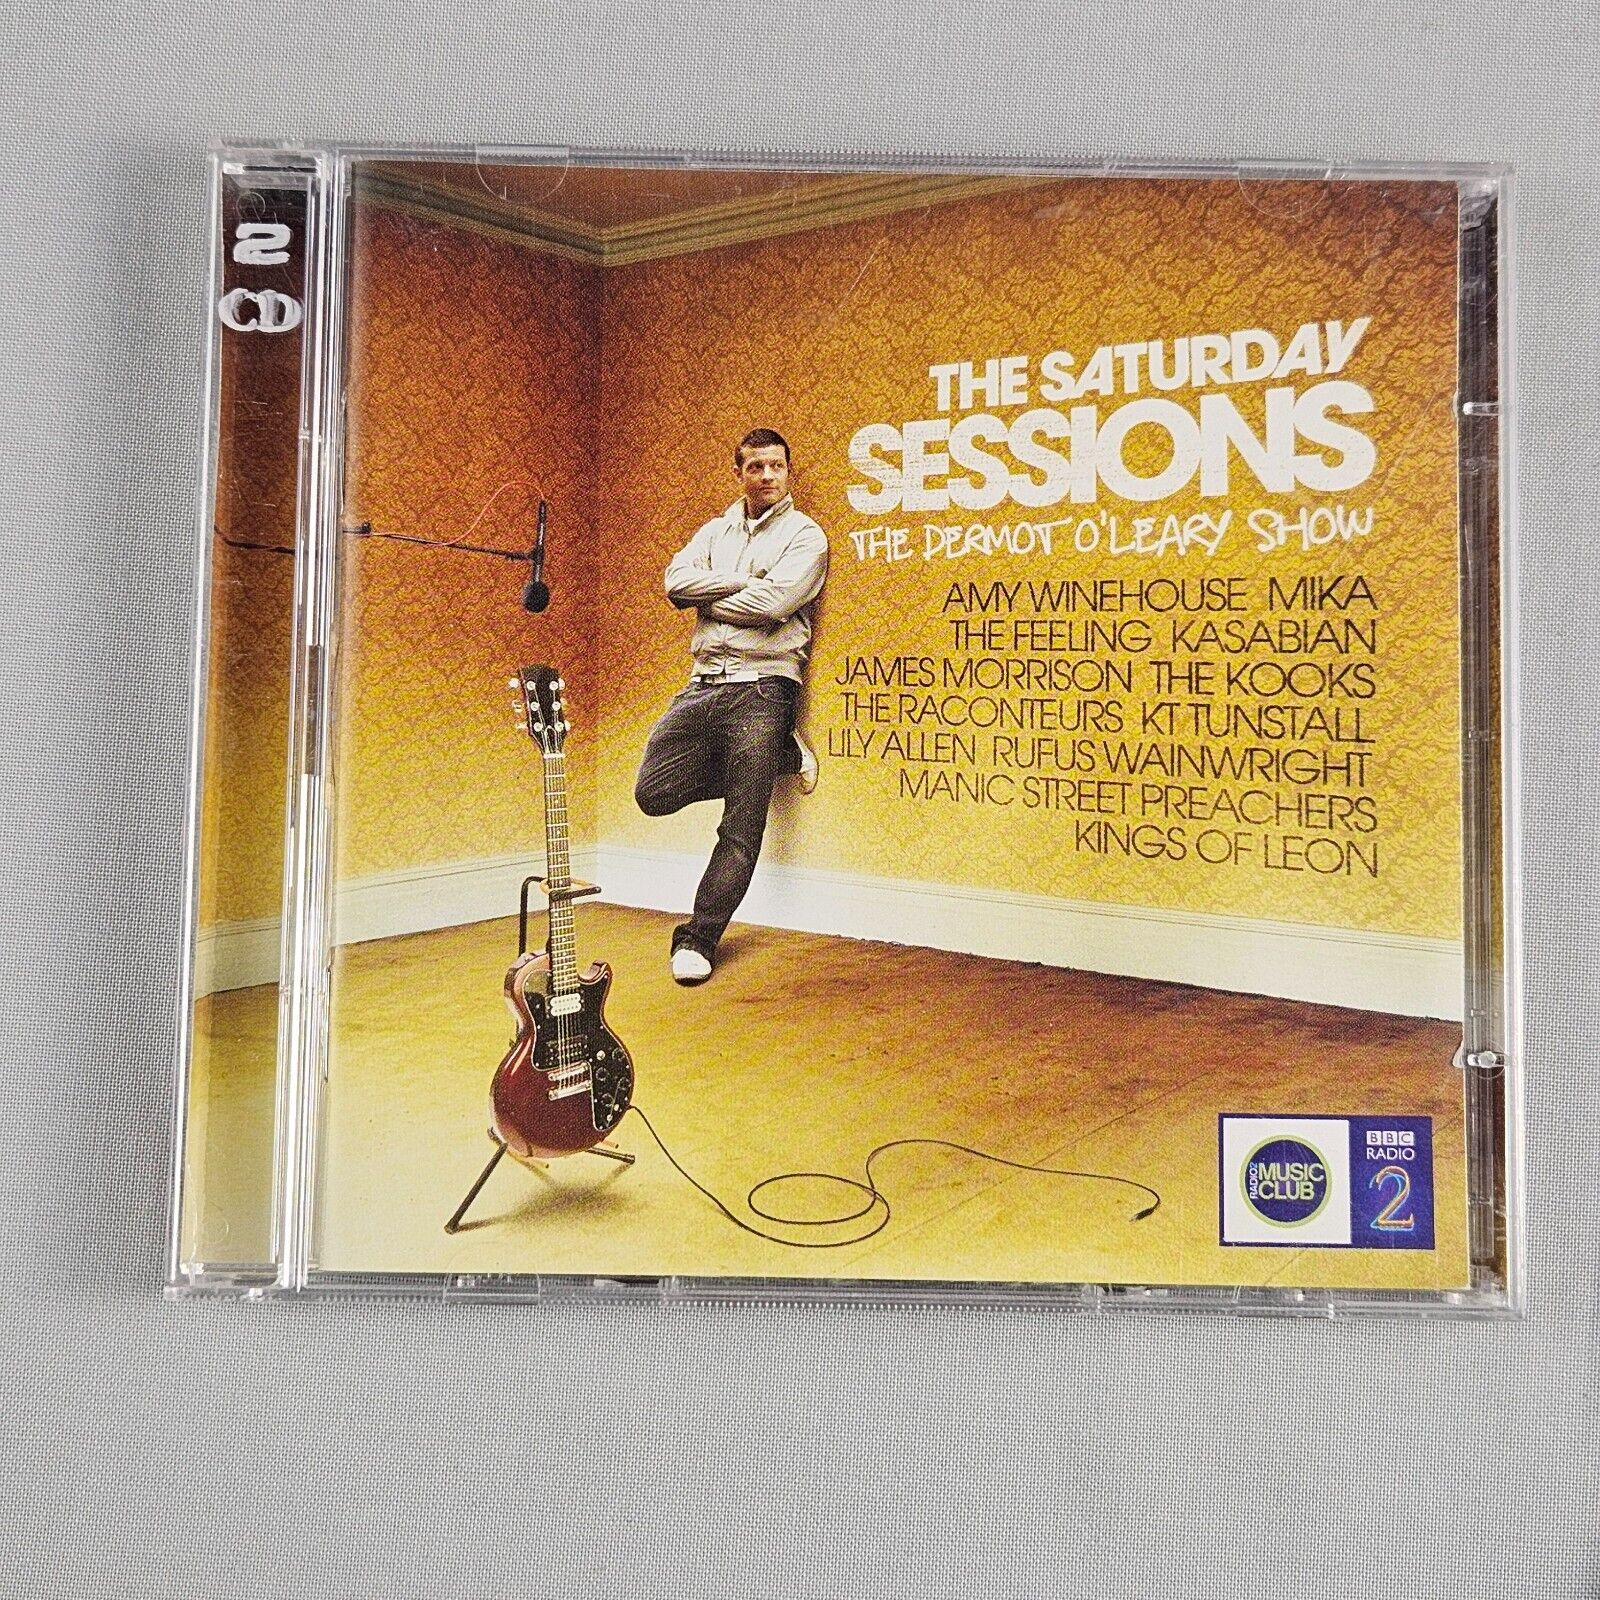 2
CD
THE SATURDAY
SESSIONS
THE DERMOT O'LEARY SHOW
AMY WINEHOUSE MIKA
THE FEELING KASABIAN
JAMES MORRISON THE KOOKS
THE RACONTEURS KT TUNSTALL
LILY ALLEN RUFUS WAINWRIGHT
MANIC STREET PREACHERS
KINGS OF LEON
RADIO2
MUSIC
CLUB
BBC
RADIO
2